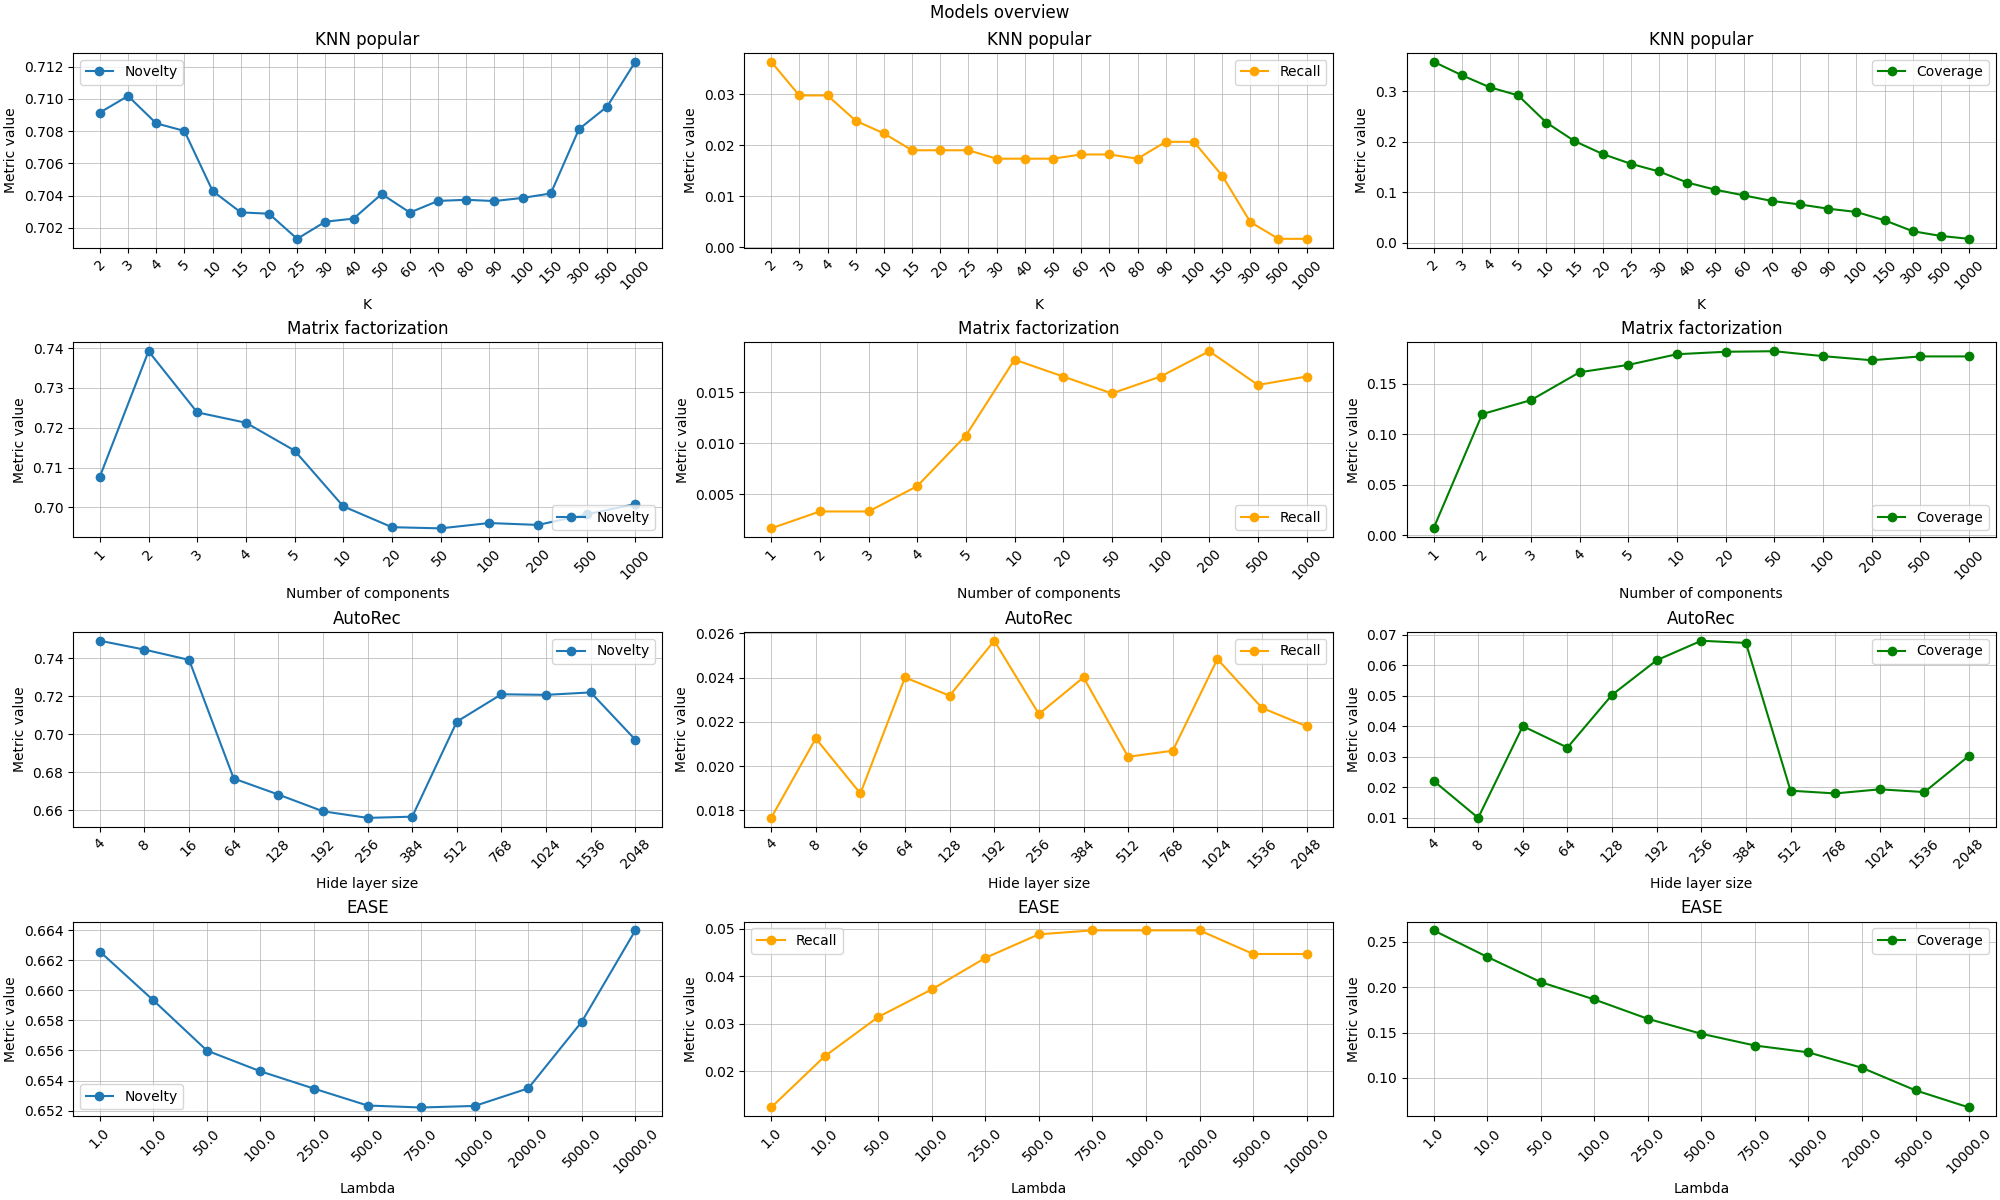 Models overview
KNN popular
Metric value
0.712
0.710
0.708
0.706
0.704
0.702
Novelty
2 3 4 5 10 15 20 25 30 40 50 60 70 80 90 100 150 300 500 1000
K
KNN popular
Metric value
0.03
0.02
0.01
0.00
Recall
2 3 4 5 10 15 20 25 30 40 50 60 70 80 90 100 150 300 500 1000
K
KNN popular
Metric value
0.3
0.2
0.1
0.0
Coverage
2 3 4 5 10 15 20 25 30 40 50 60 70 80 90 100 150 300 500 1000
K
Matrix factorization
Metric value
0.74
0.73
0.72
0.71
0.70
Novelty
1 2 3 4 5 10 20 50 100 200 500 1000
Number of components
Matrix factorization
Metric value
0.015
0.010
0.005
Recall
1 2 3 4 5 10 20 50 100 200 500 1000
Number of components
Matrix factorization
Metric value
0.15
0.10
0.05
0.00
Coverage
1 2 3 4 5 10 20 50 100 200 500 1000
Number of components
AutoRec
Metric value
0.74
0.72
0.70
0.68
0.66
Novelty
4 8 16 64 128 192 256 384 512 768 1024 1536 2048
Hide layer size
AutoRec
Metric value
0.026
0.024
0.022
0.020
0.018
Recall
4 8 16 64 128 192 256 384 512 768 1024 1536 2048
Hide layer size
AutoRec
Metric value
0.07
0.06
0.05
0.04
0.03
0.02
0.01
Coverage
4 8 16 64 128 192 256 384 512 768 1024 1536 2048
Hide layer size
EASE
Metric value
0.664
0.662
0.660
0.658
0.656
0.654
0.652
Novelty
1.0 10.0 50.0 100.0 250.0 500.0 750.0 1000.0 2000.0 5000.0 10000.0
Lambda
EASE
Metric value
0.05
0.04
0.03
0.02
Recall
1.0 10.0 50.0 100.0 250.0 500.0 750.0 1000.0 2000.0 5000.0 10000.0
Lambda
EASE
Metric value
0.25
0.20
0.15
0.10
Coverage
1.0 10.0 50.0 100.0 250.0 500.0 750.0 1000.0 2000.0 5000.0 10000.0
Lambda